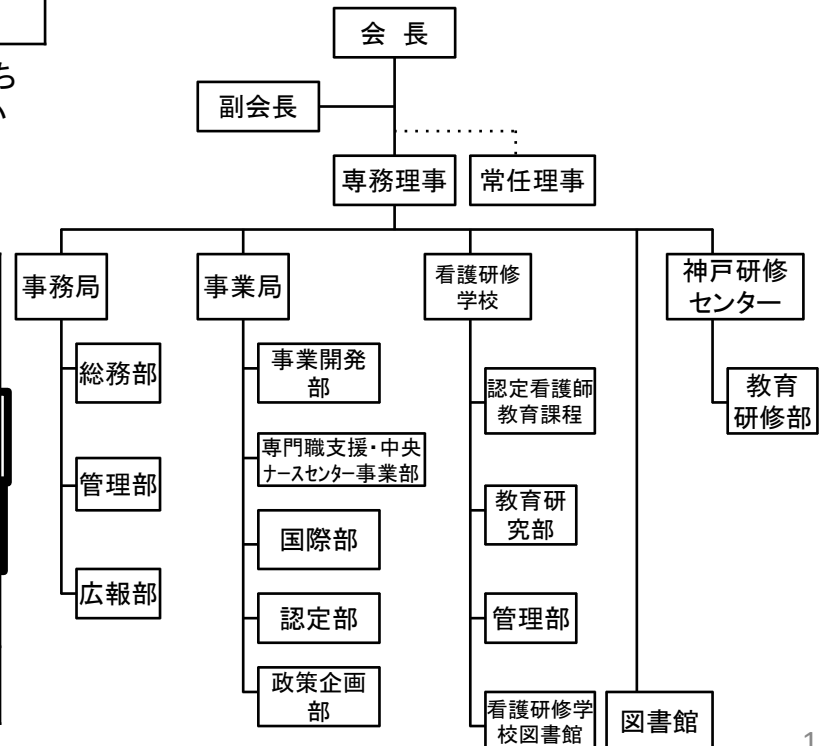 会 長
ち
副会長
い
専務理事
常任理事
事務局
事業局
看護研修
学校
神戸研修
センター
総務部
管理部
広報部
事業開発
部
専門職支援・中央
ナースセンター事業部
国際部
認定部
政策企画
部
認定看護師
教育課程
教育研
究部
管理部
看護研修学
校図書館
図書館
教育
研修部
1